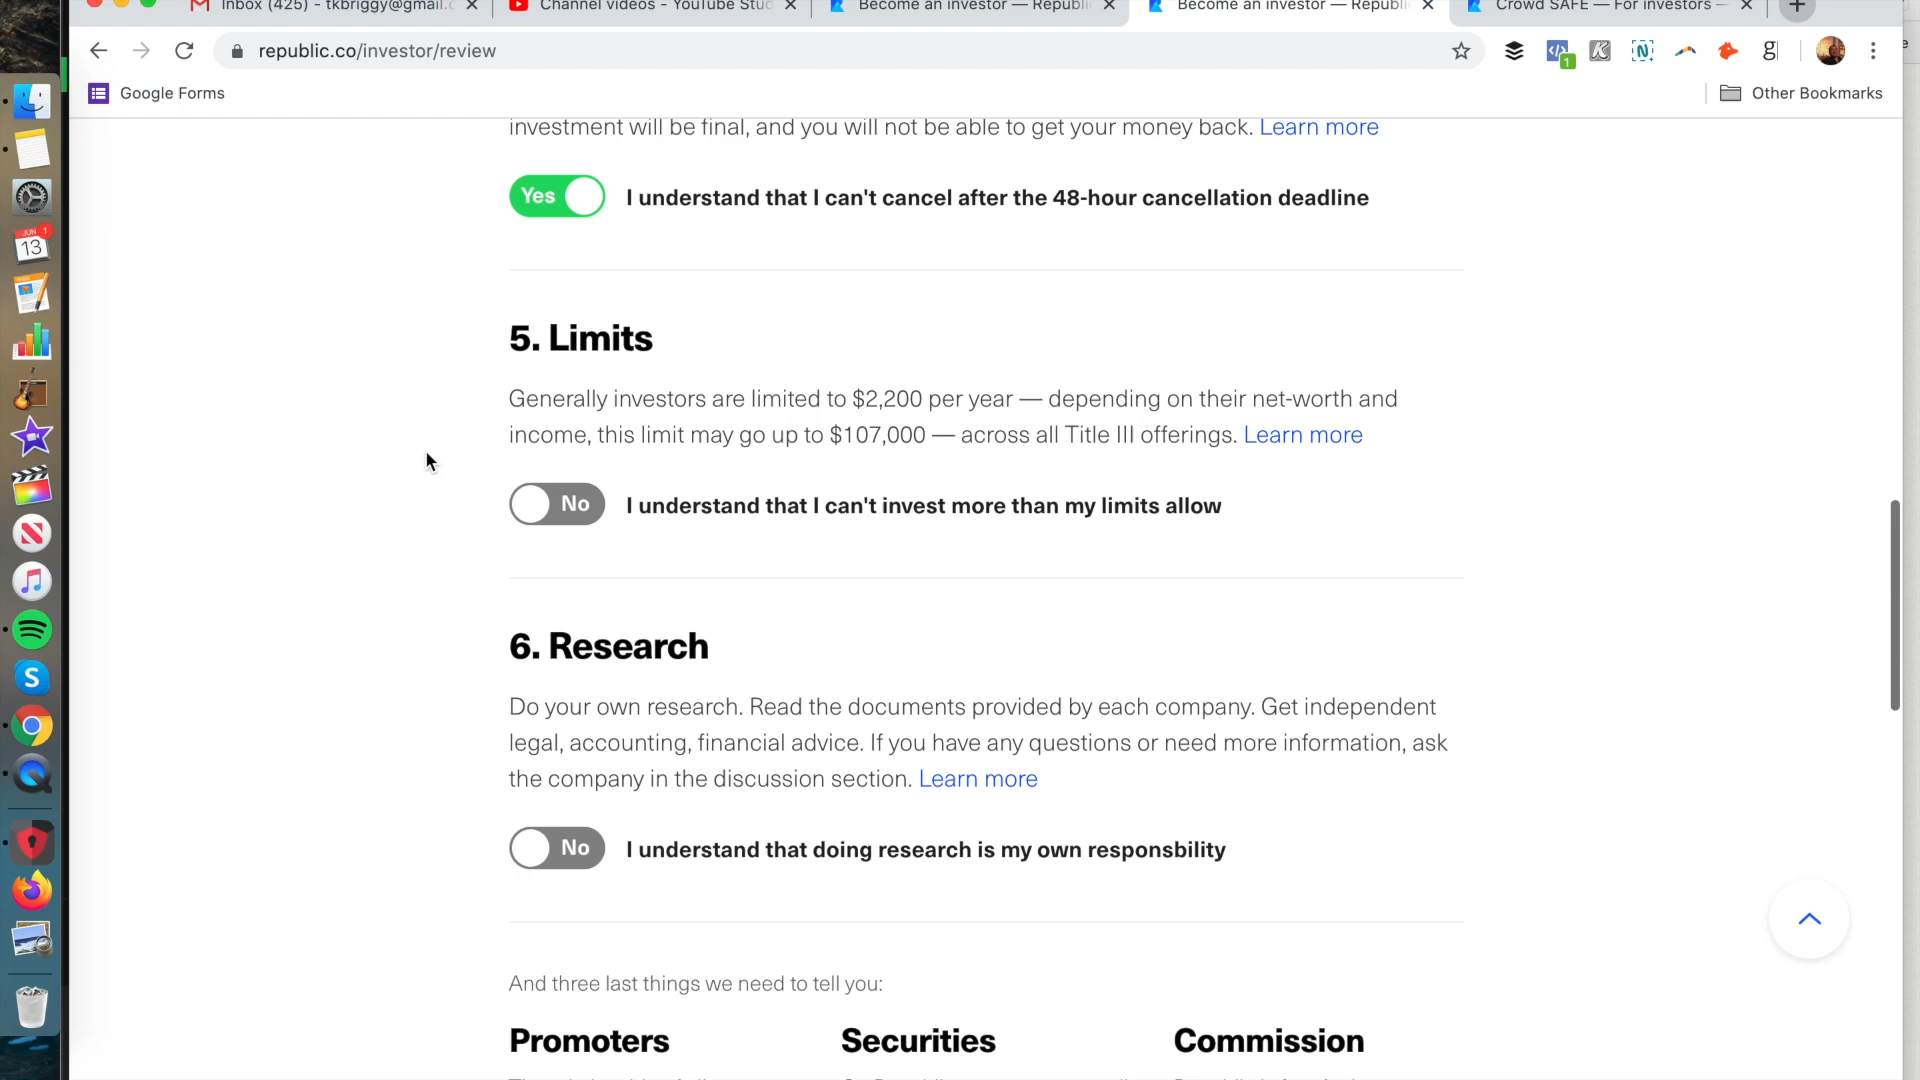 Inbox (425) - tkbriggy@gmail.c
Channel videos - YouTube Stud
Become an investor — Republi
Become an investor — Republi
Crowd SAFE — For investors —
republic.co/investor/review
1
g
Google Forms
Other Bookmarks
JUN 1
13
investment will be final, and you will not be able to get your money back. Learn more
Yes
I understand that I can't cancel after the 48-hour cancellation deadline
5. Limits
Generally investors are limited to $2,200 per year — depending on their net-worth and
income, this limit may go up to $107,000 — across all Title III offerings. Learn more
No
I understand that I can't invest more than my limits allow
6. Research
Do your own research. Read the documents provided by each company. Get independent
legal, accounting, financial advice. If you have any questions or need more information, ask
the company in the discussion section. Learn more
No
I understand that doing research is my own responsbility
And three last things we need to tell you:
Promoters
Securities
Commission